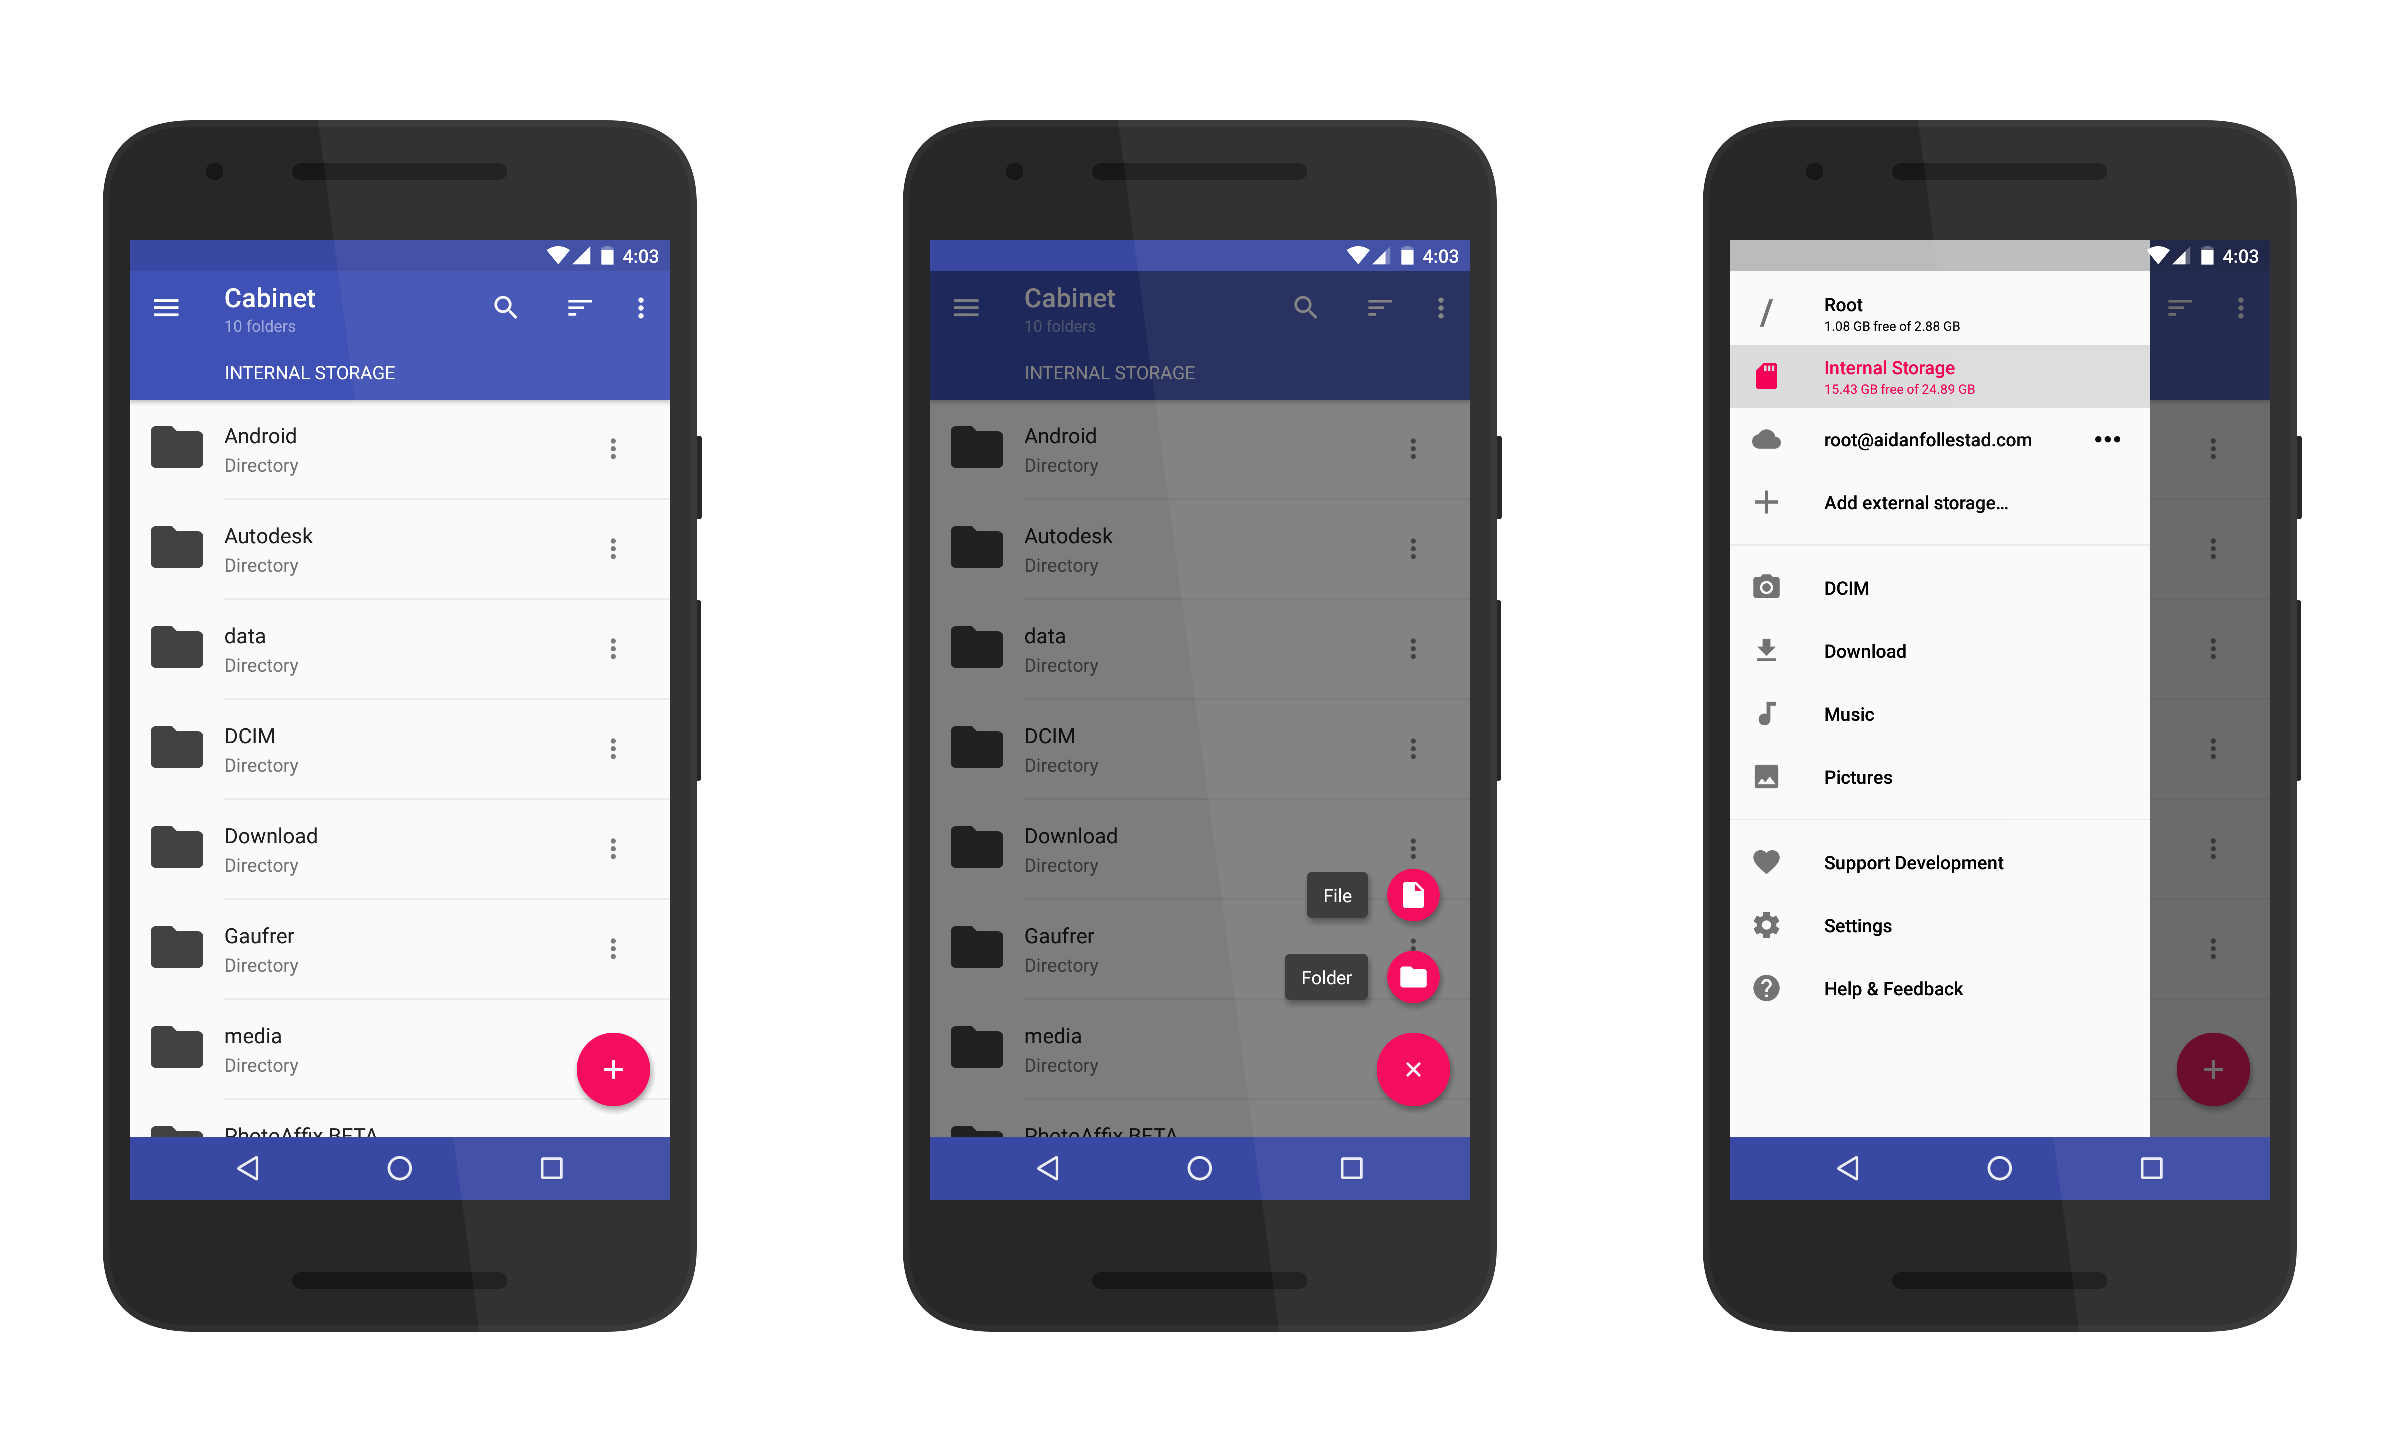 4:03
Cabinet
10 folders
INTERNAL STORAGE
Android
Directory
Autodesk
Directory
data
Directory
DCIM
Directory
Download
Directory
Gaufrer
Directory
media
Directory
PhotoAffix BETA
4:03
Cabinet
10 folders
INTERNAL STORAGE
Android
Directory
Autodesk
Directory
data
Directory
DCIM
Directory
Download
Directory
File
Gaufrer
Directory
Folder
media
Directory
PhotoAffix BETA
4:03
Root
1.08 GB free of 2.88 GB
Internal Storage
15.43 GB free of 24.89 GB
root@aidanfollestad.com
Add external storage...
DCIM
Download
Music
Pictures
Support Development
Settings
Help & Feedback